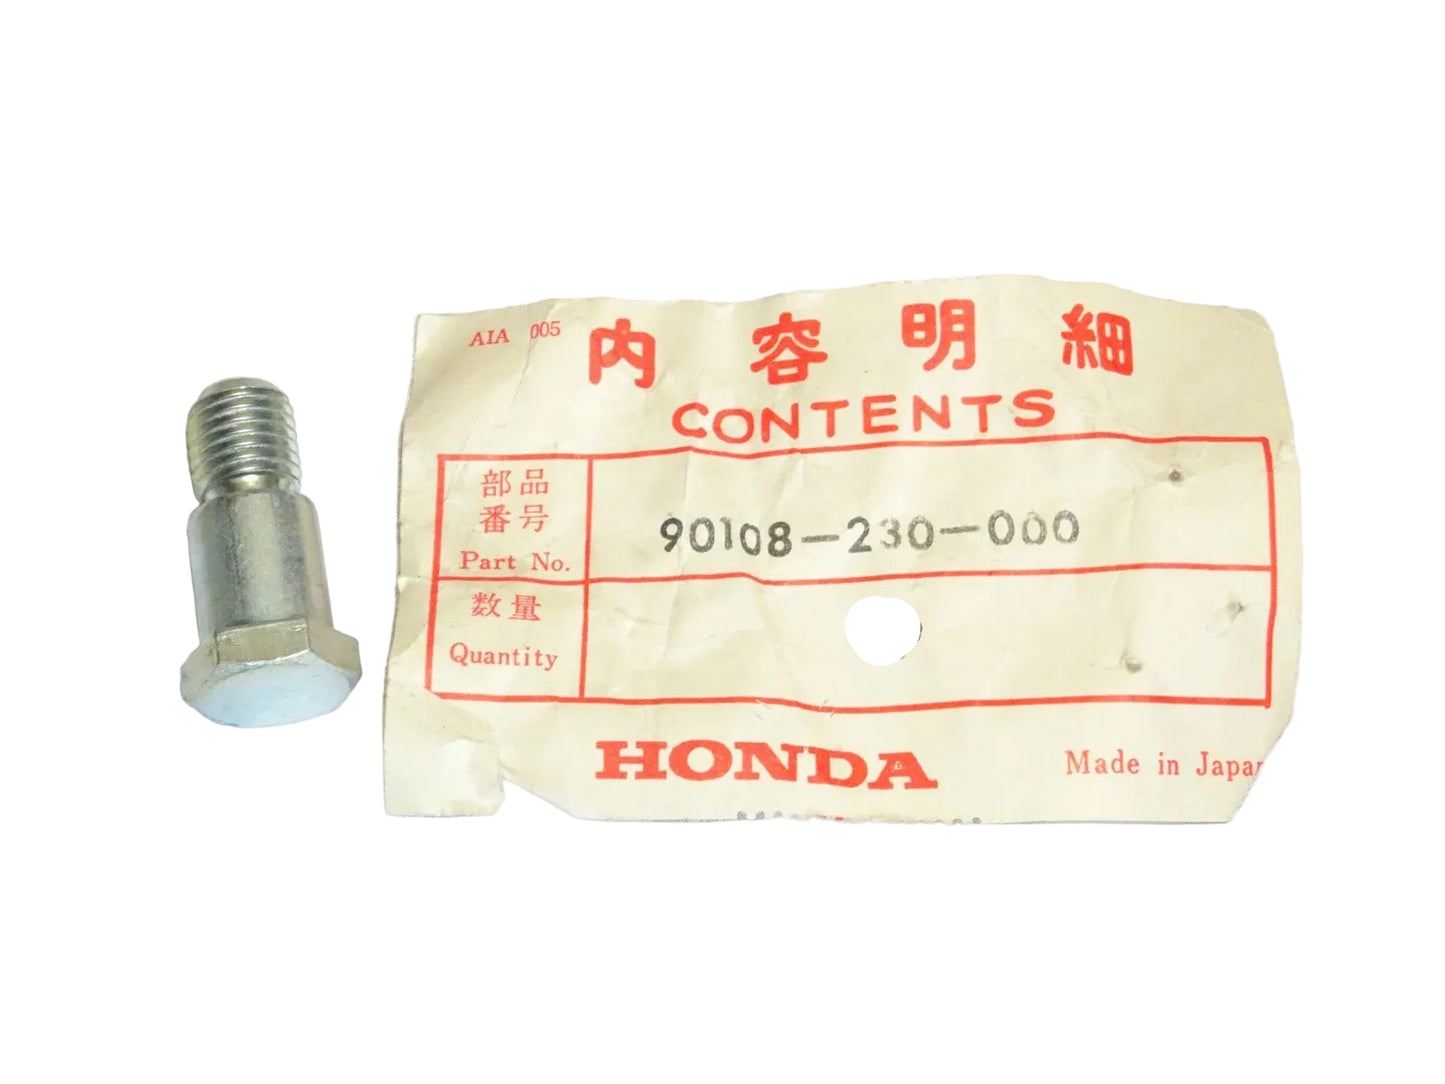 AIA 005
内容明細
CONTENTS
部品
番号
Part No.
90108-230-000
数量
Quantity
HONDA
Made in Japan